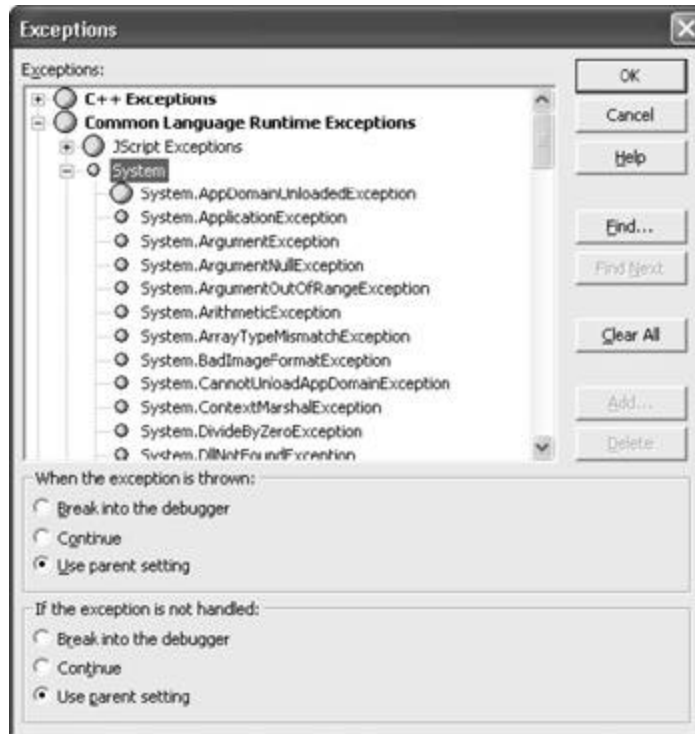 Exceptions
Exceptions:
C++ Exceptions
Common Language Runtime Exceptions
JScript Exceptions
System
System.AppDomainUnloadedException
System.ApplicationException
System.ArgumentException
System.ArgumentNullException
System.ArgumentOutOfRangeException
System.ArithmeticException
System.ArrayTypeMismatchException
System.BadImageFormatException
System.CannotUnloadAppDomainException
System.ContextMarshalException
System.DivideByZeroException
System.DllNotFoundException
OK
Cancel
Help
Find...
Find Next
Clear All
Add...
Delete
When the exception is thrown:
Break into the debugger
Continue
Use parent setting
If the exception is not handled:
Break into the debugger
Continue
Use parent setting